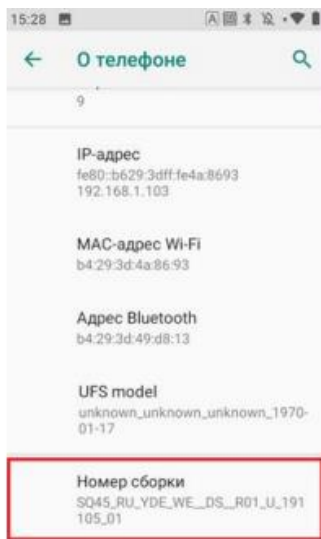 15:28
О телефоне
9
IP-адрес
fe80::b629:3dff:fe4a:8693
192.168.1.103
MAC-адрес Wi-Fi
b4:29:3d:4a:86:93
Адрес Bluetooth
b4:29:3d:49:d8:13
UFS model
unknown_unknown_unknown_1970-
01-17
Номер сборки
SQ45_RU_YDE_WE__DS__R01_U_191
105_01